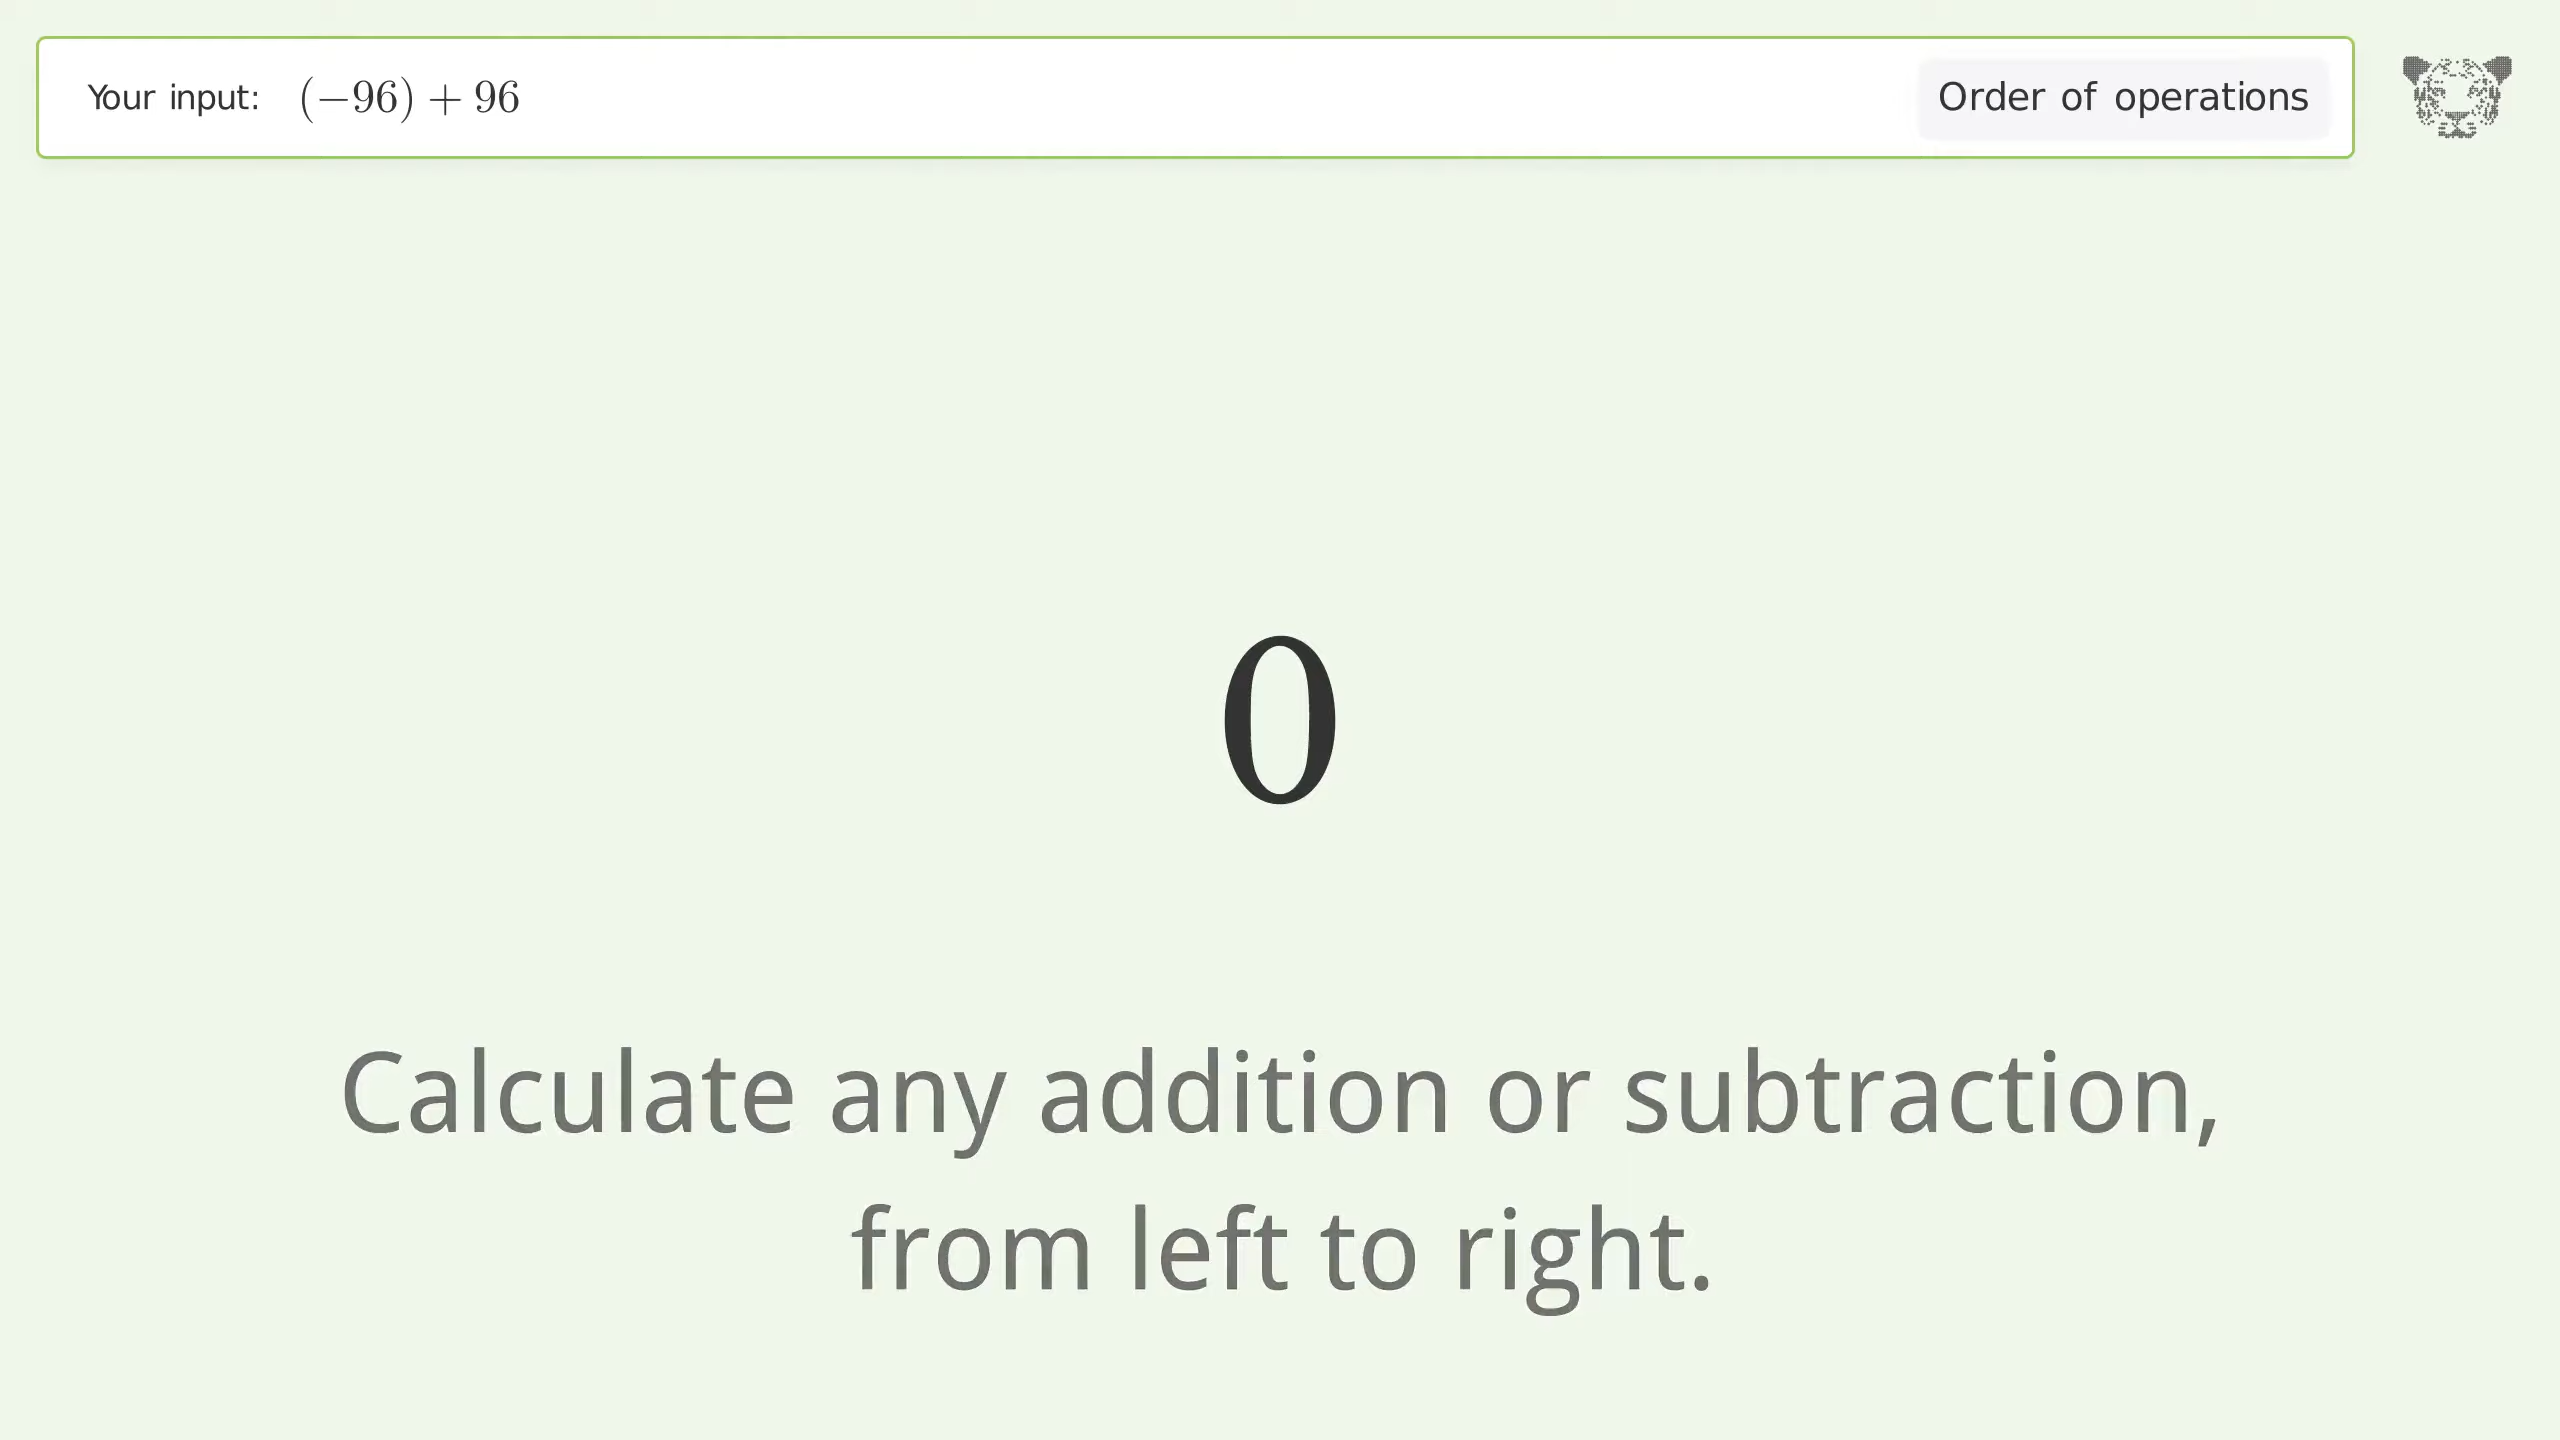 Your input: (−96) + 96
Order of operations
0
Calculate any addition or subtraction,
from left to right.